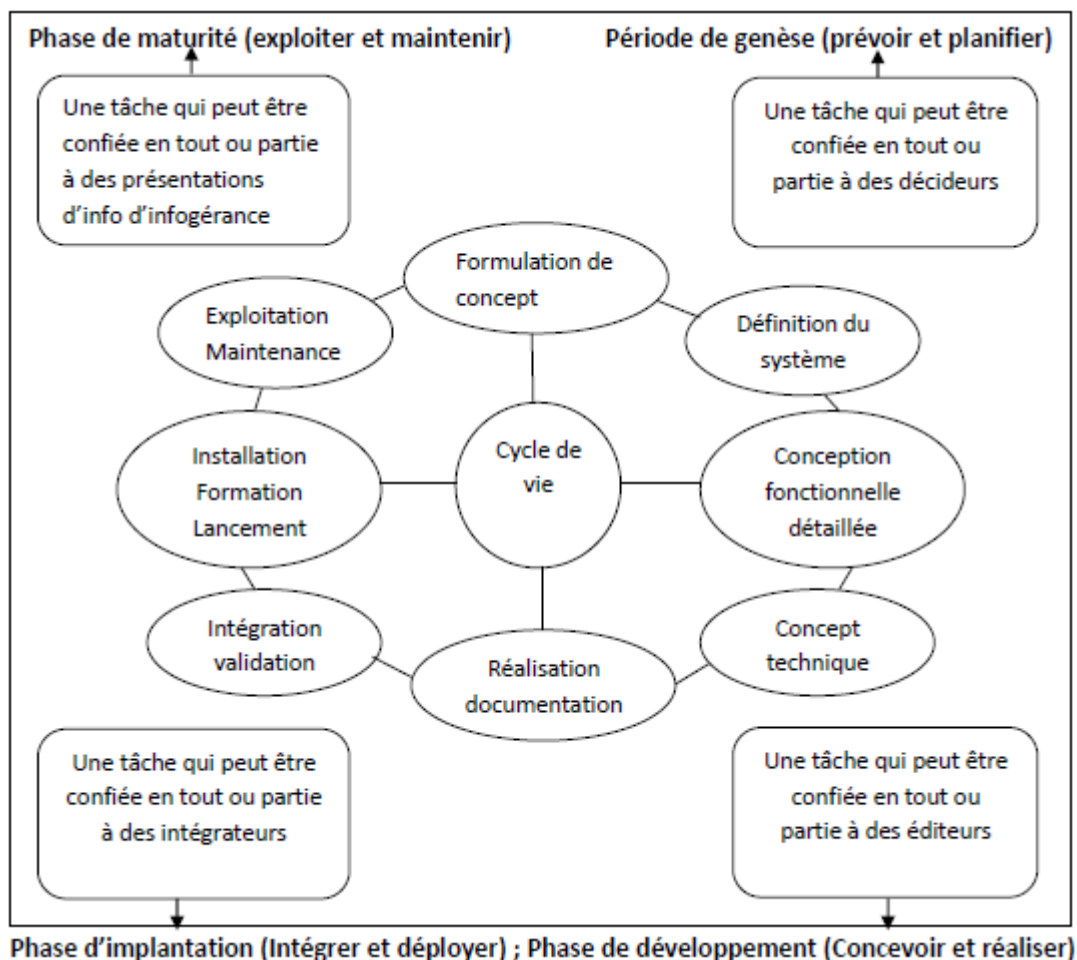 Phase de maturité (exploiter et maintenir)
Période de genèse (prévoir et planifier)
Une tâche qui peut être
confiée en tout ou partie
à des présentations
d'info d'infogérance
Une tâche qui peut être
confiée en tout ou
partie à des décideurs
Formulation de
concept
Exploitation
Maintenance
Définition du
système
Installation
Formation
Lancement
Cycle de
vie
Conception
fonctionnelle
détaillée
Intégration
validation
Réalisation
documentation
Concept
technique
Une tâche qui peut être
confiée en tout ou partie
à des intégrateurs
Une tâche qui peut être
confiée en tout ou
partie à des éditeurs
Phase d'implantation (Intégrer et déployer) ; Phase de développement (Concevoir et réaliser)